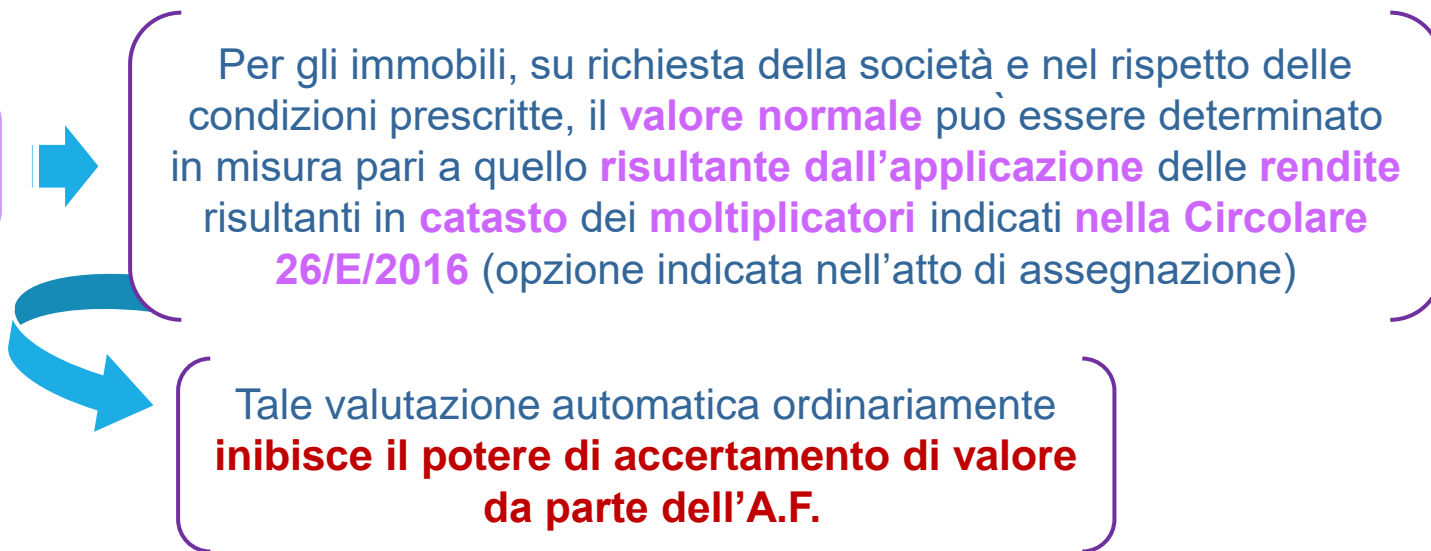 Per gli immobili, su richiesta della società e nel rispetto delle
condizioni prescritte, il valore normale può essere determinato
in misura pari a quello risultante dall'applicazione delle rendite
risultanti in catasto dei moltiplicatori indicati nella Circolare
26/E/2016 (opzione indicata nell'atto di assegnazione)
Tale valutazione automatica ordinariamente
inibisce il potere di accertamento di valore
da parte dell'A.F.